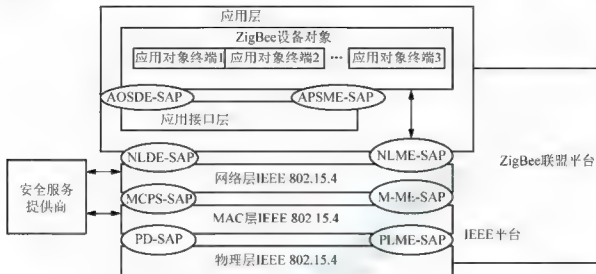 应用层
ZigBee设备对象
应用对象终端1 应用对象终端2 … 应用对象终端3
AOSDE-SAP APSME-SAP
应用接口层
NLDE-SAP NLME-SAP
网络层IEEE 802.15.4
ZigBee联盟平台
安全服务
提供商
MCPS-SAP M-ME-SAP
MAC层IEEE 802 15.4
IEEE平台
PD-SAP PLME-SAP
物理层IEEE 802.15.4